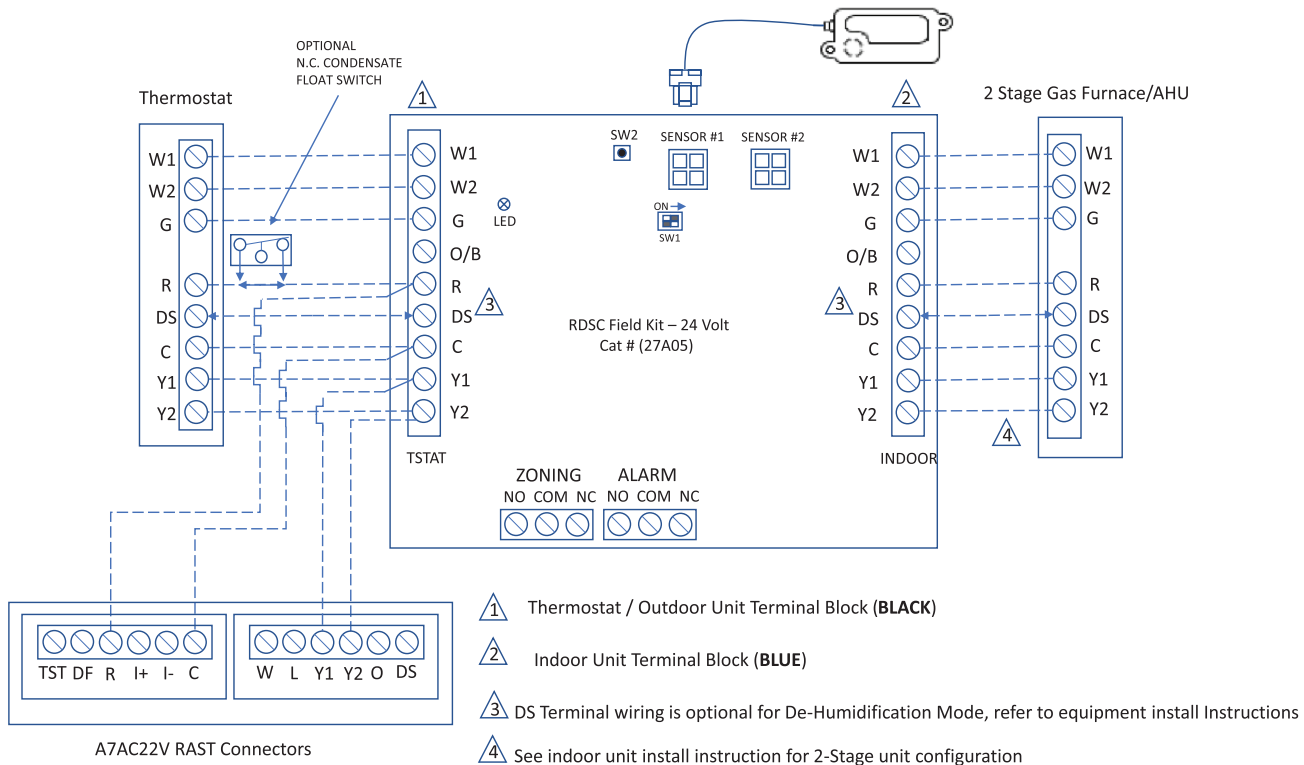 OPTIONAL
N.C. CONDENSATE
FLOAT SWITCH
Thermostat
1
2
2 Stage Gas Furnace/AHU
W1
W2
G
R
DS
C
Y1
Y2
W1
W2
G
O/B
R
DS
C
Y1
Y2
TSTAT
3
LED
SW2
SENSOR #1
SENSOR #2
ON
SW1
RDSC Field Kit – 24 Volt
Cat # (27A05)
3
W1
W2
G
O/B
R
DS
C
Y1
Y2
INDOOR
W1
W2
G
R
DS
C
Y1
Y2
4
ZONING
NO COM NC
ALARM
NO COM NC
TST DF R I+ I- C
W L Y1 Y2 O DS
A7AC22V RAST Connectors
1 Thermostat / Outdoor Unit Terminal Block (BLACK)
2 Indoor Unit Terminal Block (BLUE)
3 DS Terminal wiring is optional for De-Humidification Mode, refer to equipment install Instructions
4 See indoor unit install instruction for 2-Stage unit configuration